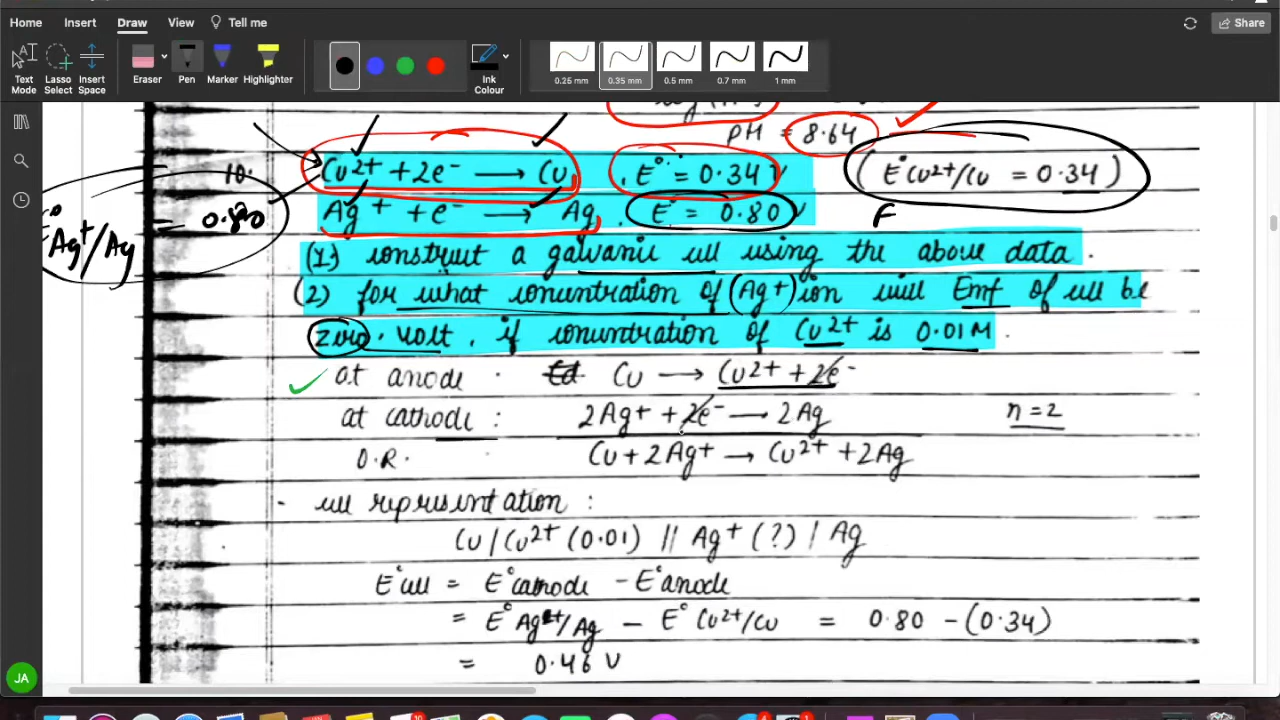 Home Insert Draw View Tell me Share
Text Mode Lasso Select Insert Space Eraser Pen Marker Highlighter Ink Colour 0.25 mm 0.35 mm 0.5 mm 0.7 mm 1 mm
PH = 8.64
10. Cu2+ + 2e- → Cu, E° = 0.34 V (E°Cu2+/Cu = 0.34)
Ag+ + e- → Ag, E° = 0.80 V
E°Ag+/Ag = 0.80
(1) construct a galvanic cell using the above data.
(2) for what concentration of (Ag+) ion will Emf of cell be
zero volt, if concentration of Cu2+ is 0.01 M.
at anode. Cu → Cu2+ + 2e-
at cathode: 2Ag+ + 2e- → 2Ag n = 2
O.R. Cu + 2Ag+ → Cu2+ + 2Ag
- cell representation:
Cu / Cu2+ (0.01) // Ag+ (?) / Ag
E°cell = E°cathode - E°anode
= E°Ag+/Ag - E°Cu2+/Cu = 0.80 - (0.34)
= 0.46 V
JA